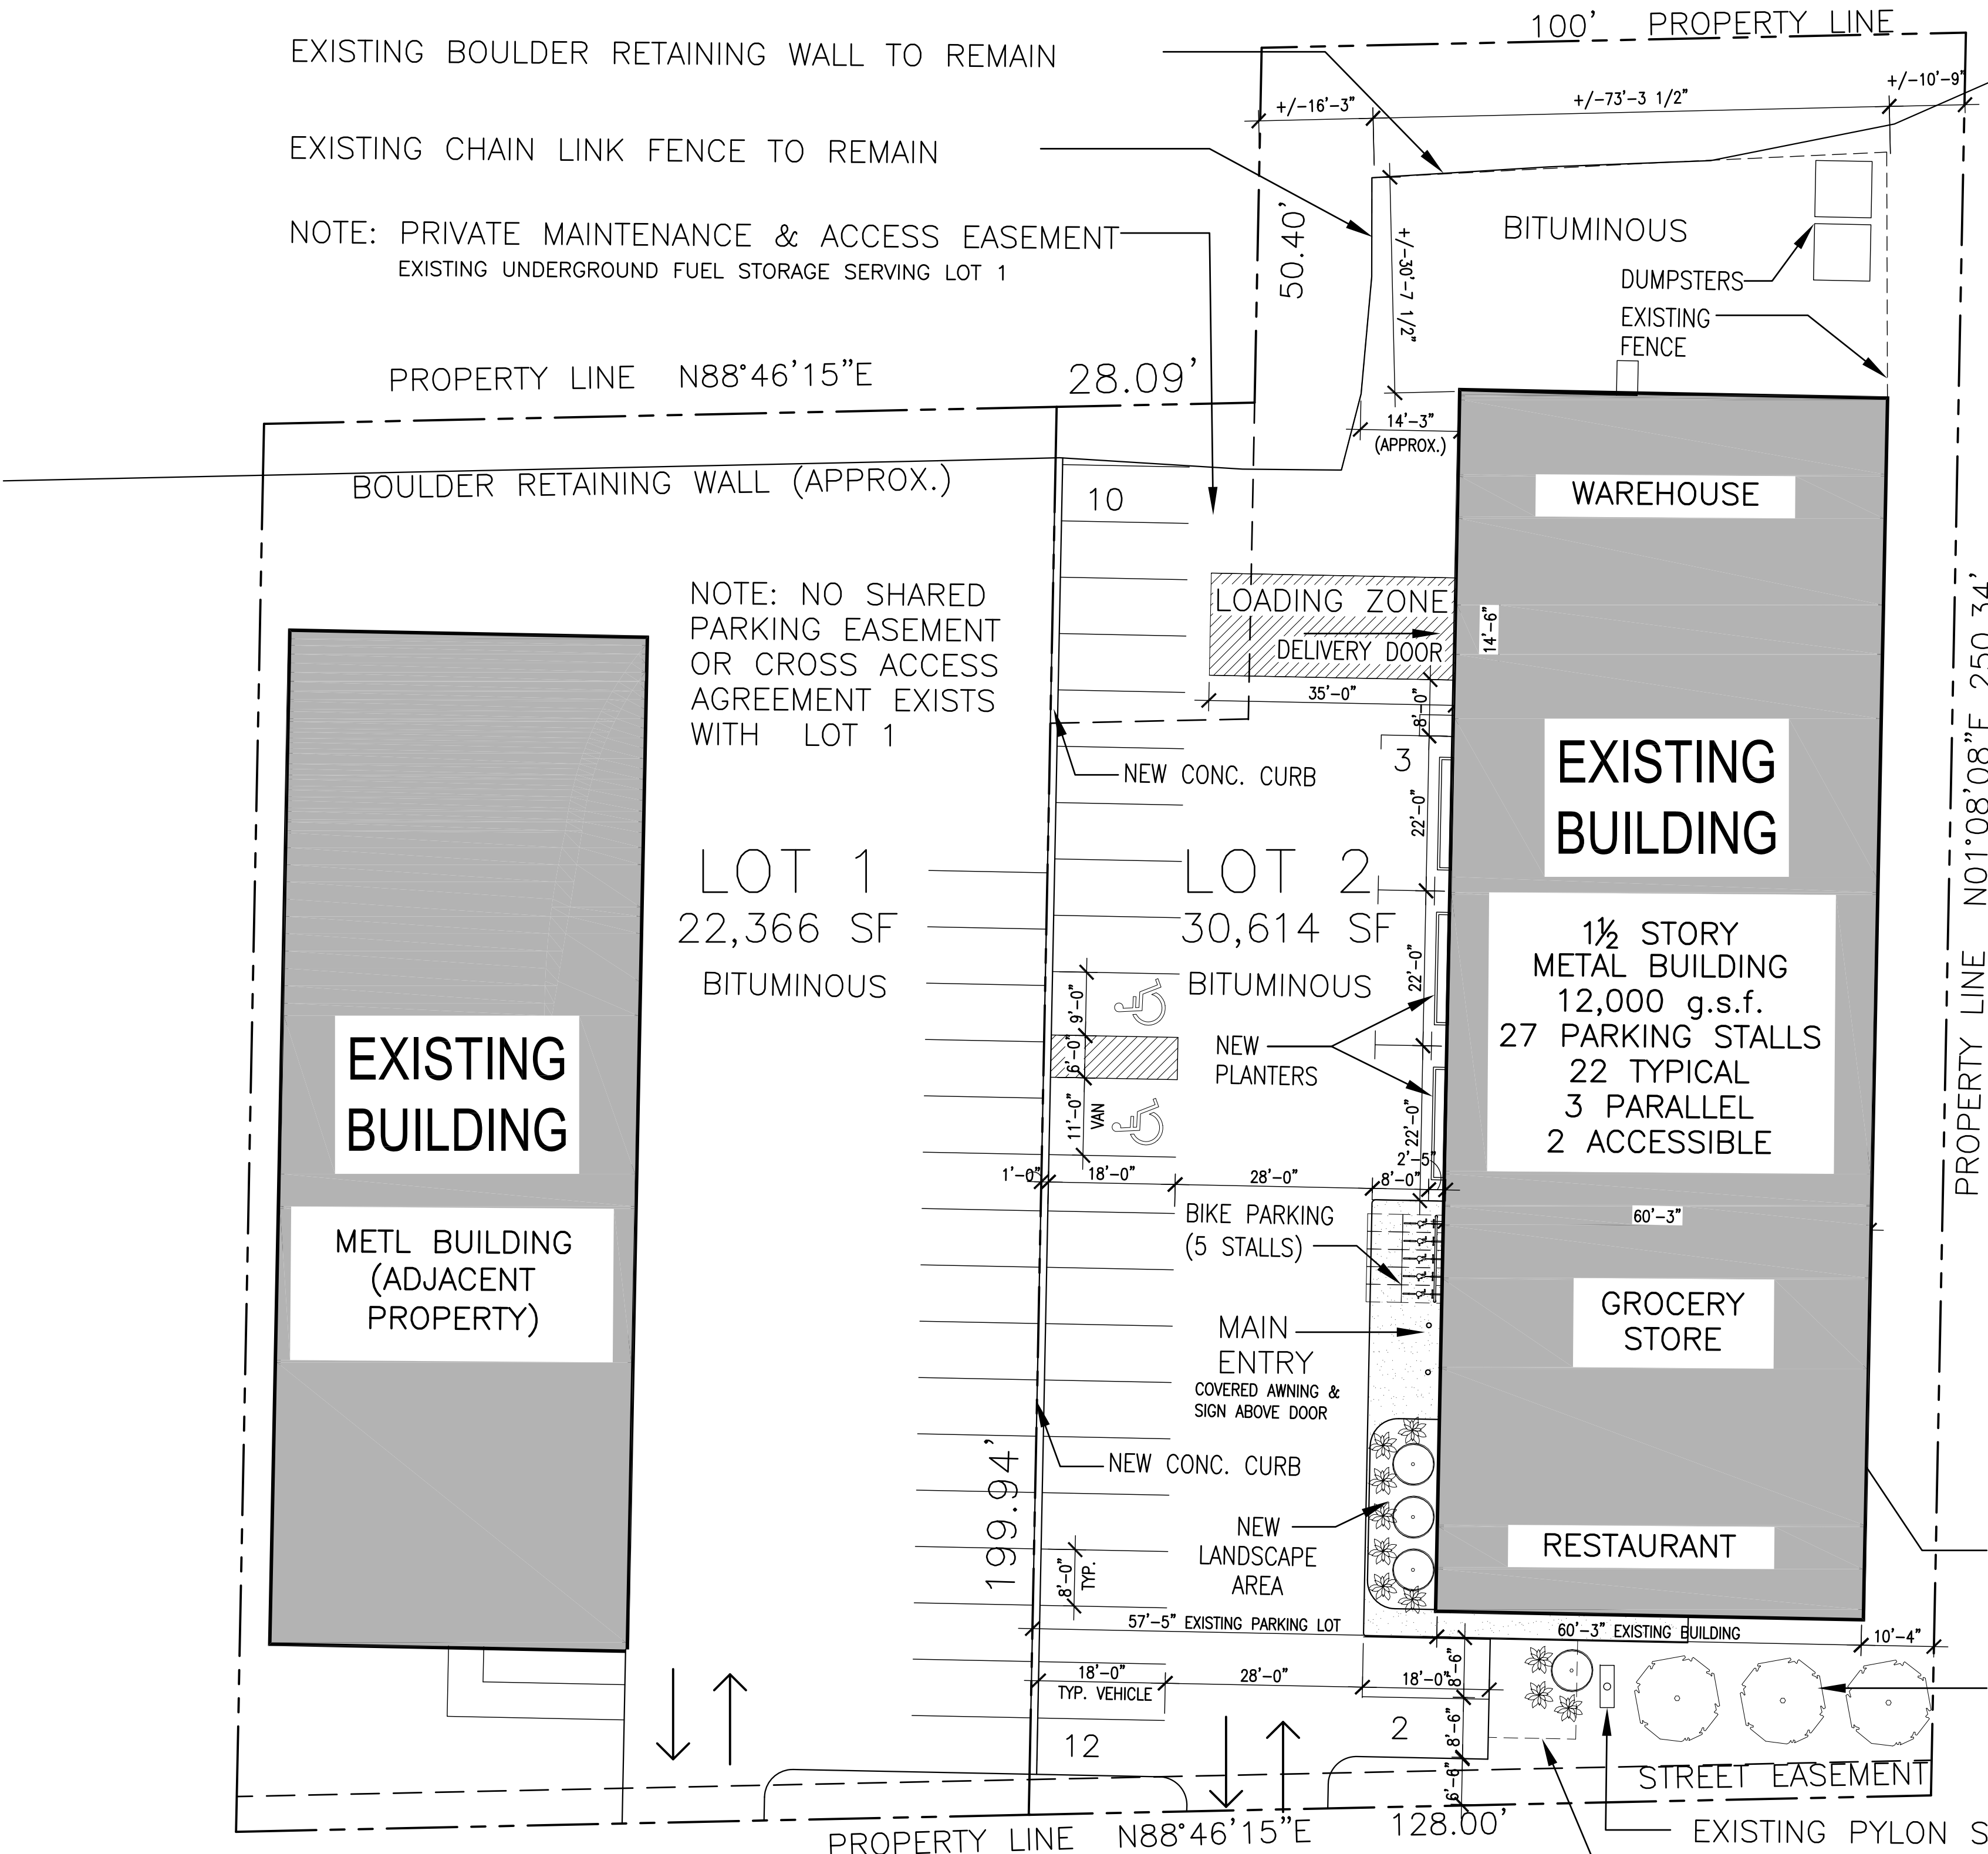 100' PROPERTY LINE
EXISTING BOULDER RETAINING WALL TO REMAIN
+/-16'-3"
+/-73'-3 1/2"
+/-10'-9"
EXISTING CHAIN LINK FENCE TO REMAIN
NOTE: PRIVATE MAINTENANCE & ACCESS EASEMENT
EXISTING UNDERGROUND FUEL STORAGE SERVING LOT 1
50.40'
+/-30'-7 1/2"
BITUMINOUS
DUMPSTERS
EXISTING
FENCE
PROPERTY LINE N88°46'15"E
28.09'
14'-3"
(APPROX.)
BOULDER RETAINING WALL (APPROX.)
10
WAREHOUSE
NOTE: NO SHARED
PARKING EASEMENT
OR CROSS ACCESS
AGREEMENT EXISTS
WITH LOT 1
LOADING ZONE
DELIVERY DOOR
14'-6"
35'-0"
8'-0"
3
NEW CONC. CURB
22'-0"
EXISTING
BUILDING
PROPERTY LINE N01°08'08"E 250.34'
LOT 1
22,366 SF
BITUMINOUS
LOT 2
30,614 SF
BITUMINOUS
22'-0"
1½ STORY
METAL BUILDING
12,000 g.s.f.
27 PARKING STALLS
22 TYPICAL
3 PARALLEL
2 ACCESSIBLE
9'-0"
6'-0"
11'-0"
VAN
NEW
PLANTERS
22'-0"
EXISTING
BUILDING
2'-5"
1'-0"
18'-0"
28'-0"
8'-0"
BIKE PARKING
(5 STALLS)
60'-3"
METL BUILDING
(ADJACENT
PROPERTY)
GROCERY
STORE
MAIN
ENTRY
COVERED AWNING &
SIGN ABOVE DOOR
NEW CONC. CURB
199.94'
NEW
LANDSCAPE
AREA
RESTAURANT
8'-0"
TYP.
57'-5" EXISTING PARKING LOT
60'-3" EXISTING BUILDING
10'-4"
18'-0"
TYP. VEHICLE
28'-0"
18'-0"
8'-6"
12
2
8'-6"
6'-6"
STREET EASEMENT
PROPERTY LINE N88°46'15"E
128.00'
EXISTING PYLON S